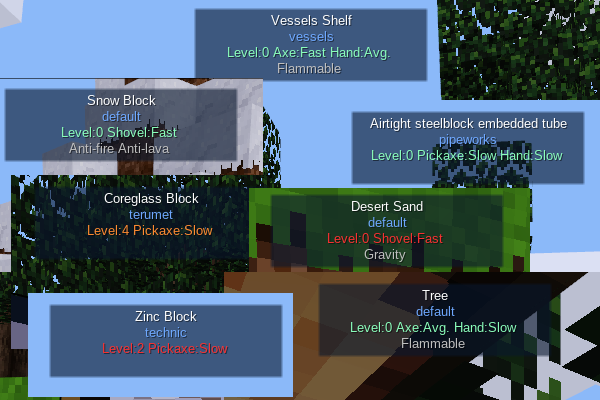 Vessels Shelf
vessels
Level:0 Axe:Fast Hand:Avg.
Flammable
Snow Block
default
Level:0 Shovel:Fast
Anti-fire Anti-lava
Airtight steelblock embedded tube
pipeworks
Level:0 Pickaxe:Slow Hand:Slow
Coreglass Block
terumet
Level:4 Pickaxe:Slow
Desert Sand
default
Level:0 Shovel:Fast
Gravity
Zinc Block
technic
Level:2 Pickaxe:Slow
Tree
default
Level:0 Axe:Avg. Hand:Slow
Flammable